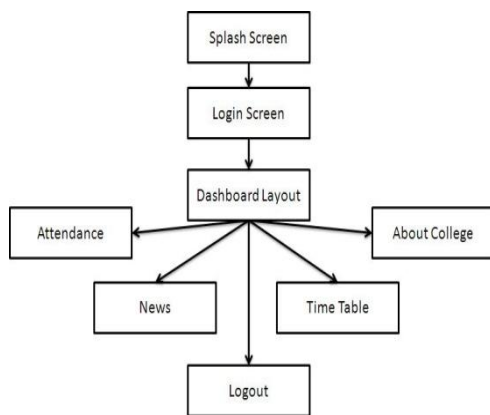 Splash Screen
Login Screen
Dashboard Layout
Attendance
About College
News
Time Table
Logout